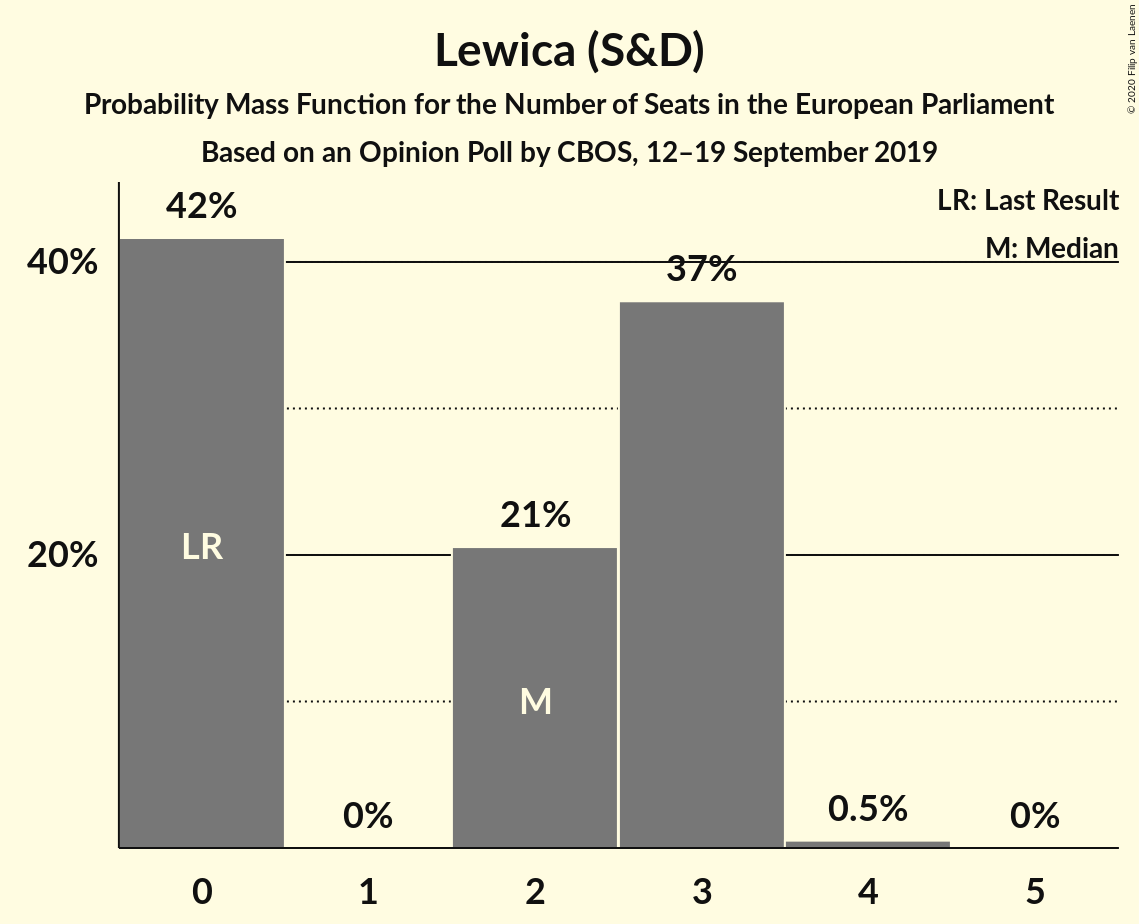 Lewica (S&D)
Probability Mass Function for the Number of Seats in the European Parliament
Based on an Opinion Poll by CBOS, 12–19 September 2019
© 2020 Filip van Laenen
LR: Last Result
M: Median
42%
40%
37%
20%
21%
LR
M
0%
0.5%
0%
0 1 2 3 4 5